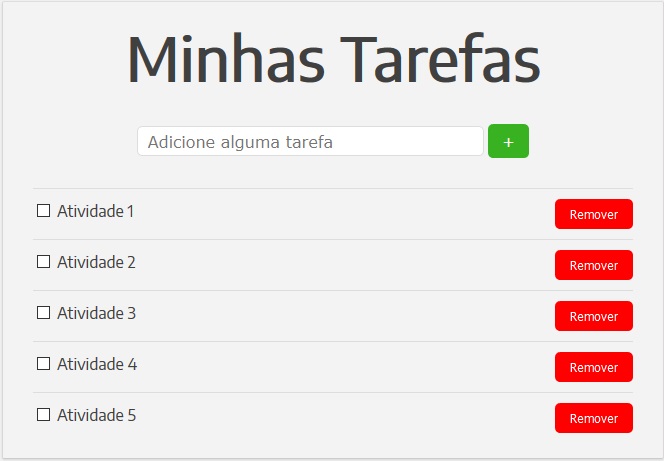 Minhas Tarefas
Adicione alguma tarefa +
Atividade 1 Remover
Atividade 2 Remover
Atividade 3 Remover
Atividade 4 Remover
Atividade 5 Remover